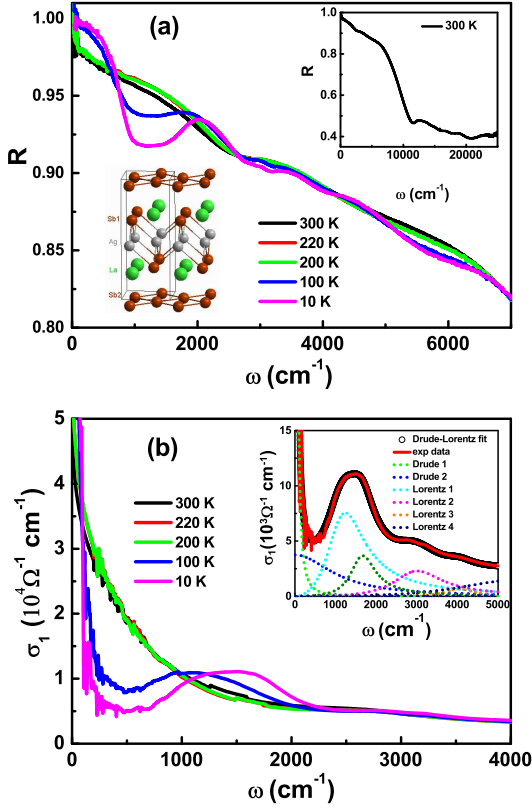 (a)
1.00
0.95
0.90
0.85
0.80
R
0 2000 4000 6000
ω (cm⁻¹)
300 K
220 K
200 K
100 K
10 K
Sb1
Ag
La
Sb2
1.0
0.8
0.6
0.4
R
300 K
0 10000 20000
ω (cm⁻¹)
(b)
5
4
3
2
1
0
σ₁ (10⁴Ω⁻¹ cm⁻¹)
0 1000 2000 3000 4000
ω (cm⁻¹)
300 K
220 K
200 K
100 K
10 K
15
10
5
0
σ₁(10³Ω⁻¹ cm⁻¹)
Drude-Lorentz fit
exp data
Drude 1
Drude 2
Lorentz 1
Lorentz 2
Lorentz 3
Lorentz 4
0 1000 2000 3000 4000 5000
ω (cm⁻¹)